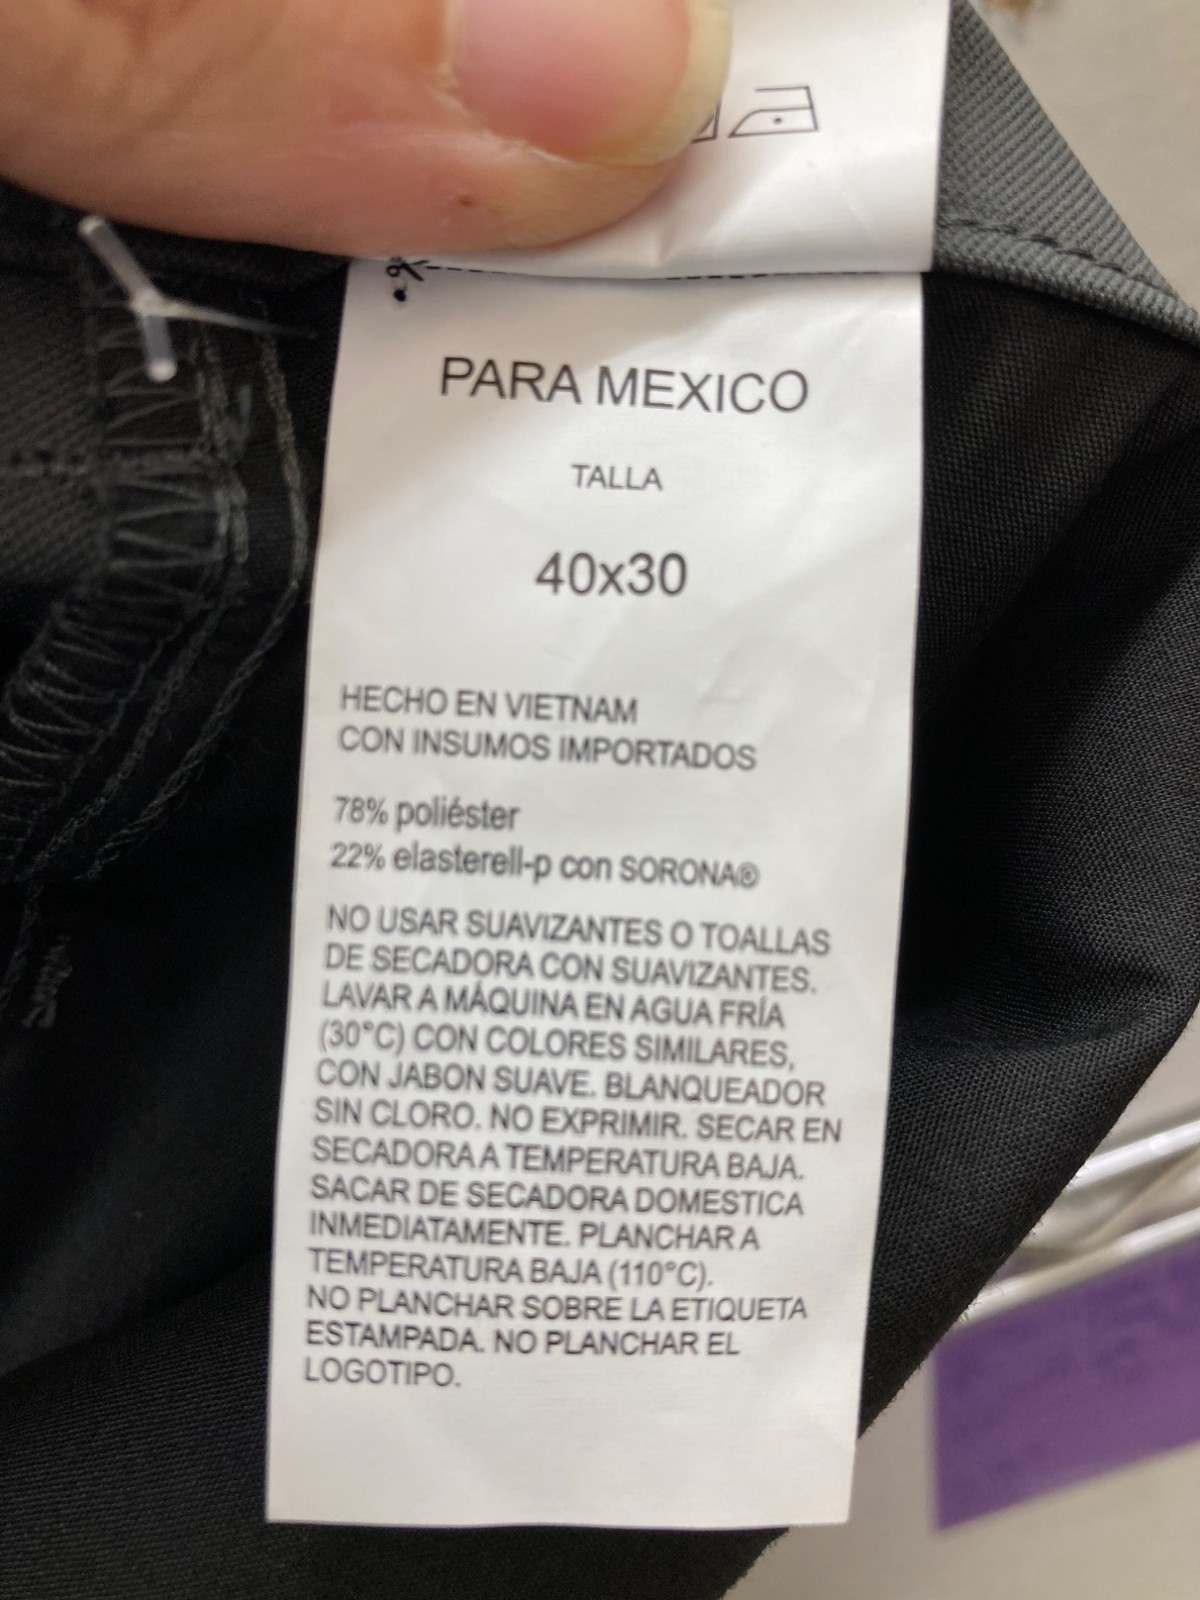 PARA MEXICO
TALLA
40x30
HECHO EN VIETNAM
CON INSUMOS IMPORTADOS
78% poliéster
22% elasterell-p con SORONA®
NO USAR SUAVIZANTES O TOALLAS
DE SECADORA CON SUAVIZANTES.
LAVAR A MÁQUINA EN AGUA FRÍA
(30°C) CON COLORES SIMILARES,
CON JABON SUAVE. BLANQUEADOR
SIN CLORO. NO EXPRIMIR. SECAR EN
SECADORA A TEMPERATURA BAJA.
SACAR DE SECADORA DOMESTICA
INMEDIATAMENTE. PLANCHAR A
TEMPERATURA BAJA (110°C).
NO PLANCHAR SOBRE LA ETIQUETA
ESTAMPADA. NO PLANCHAR EL
LOGOTIPO.